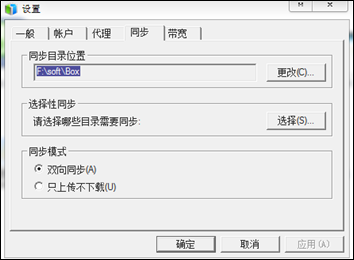 设置
一般 帐户 代理 同步 带宽
同步目录位置
F:\soft\Box 更改(C)...
选择性同步
请选择哪些目录需要同步: 选择(S)...
同步模式
双向同步(A)
只上传不下载(U)
确定 取消 应用(A)